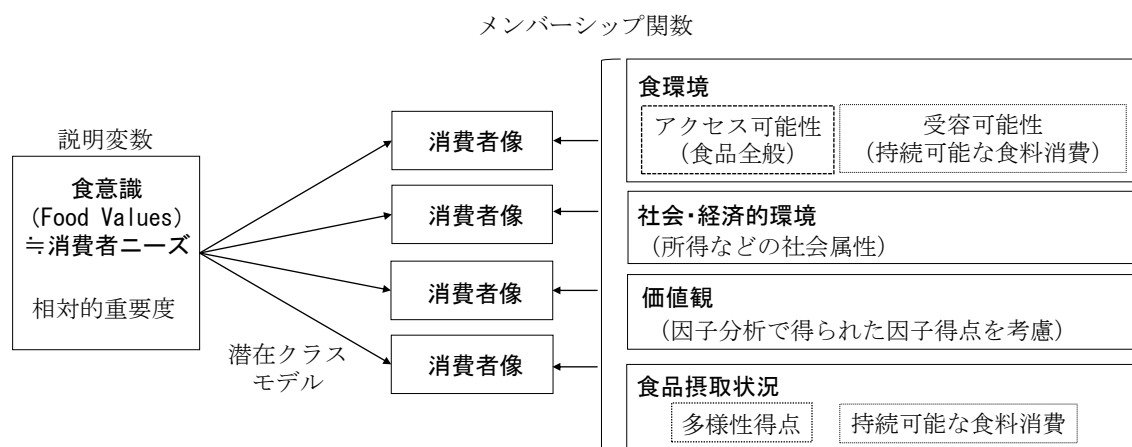 メンバーシップ関数
説明変数
食意識
（Food Values）
≒消費者ニーズ
相対的重要度
潜在クラス
モデル
消費者像
消費者像
消費者像
消費者像
食環境
アクセス可能性
（食品全般）
受容可能性
（持続可能な食料消費）
社会・経済的環境
（所得などの社会属性）
価値観
（因子分析で得られた因子得点を考慮）
食品摂取状況
多様性得点
持続可能な食料消費